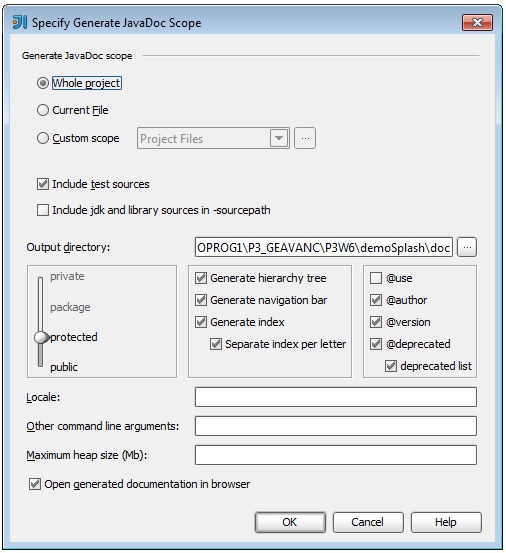 Specify Generate JavaDoc Scope
Generate JavaDoc scope
Whole project
Current File
Custom scope Project Files ...
Include test sources
Include jdk and library sources in -sourcepath
Output directory: OPROG1\P3_GEAVANC\P3W6\demoSplash\doc ...
private
package
protected
public
Generate hierarchy tree
Generate navigation bar
Generate index
Separate index per letter
@use
@author
@version
@deprecated
deprecated list
Locale:
Other command line arguments:
Maximum heap size (Mb):
Open generated documentation in browser
OK Cancel Help